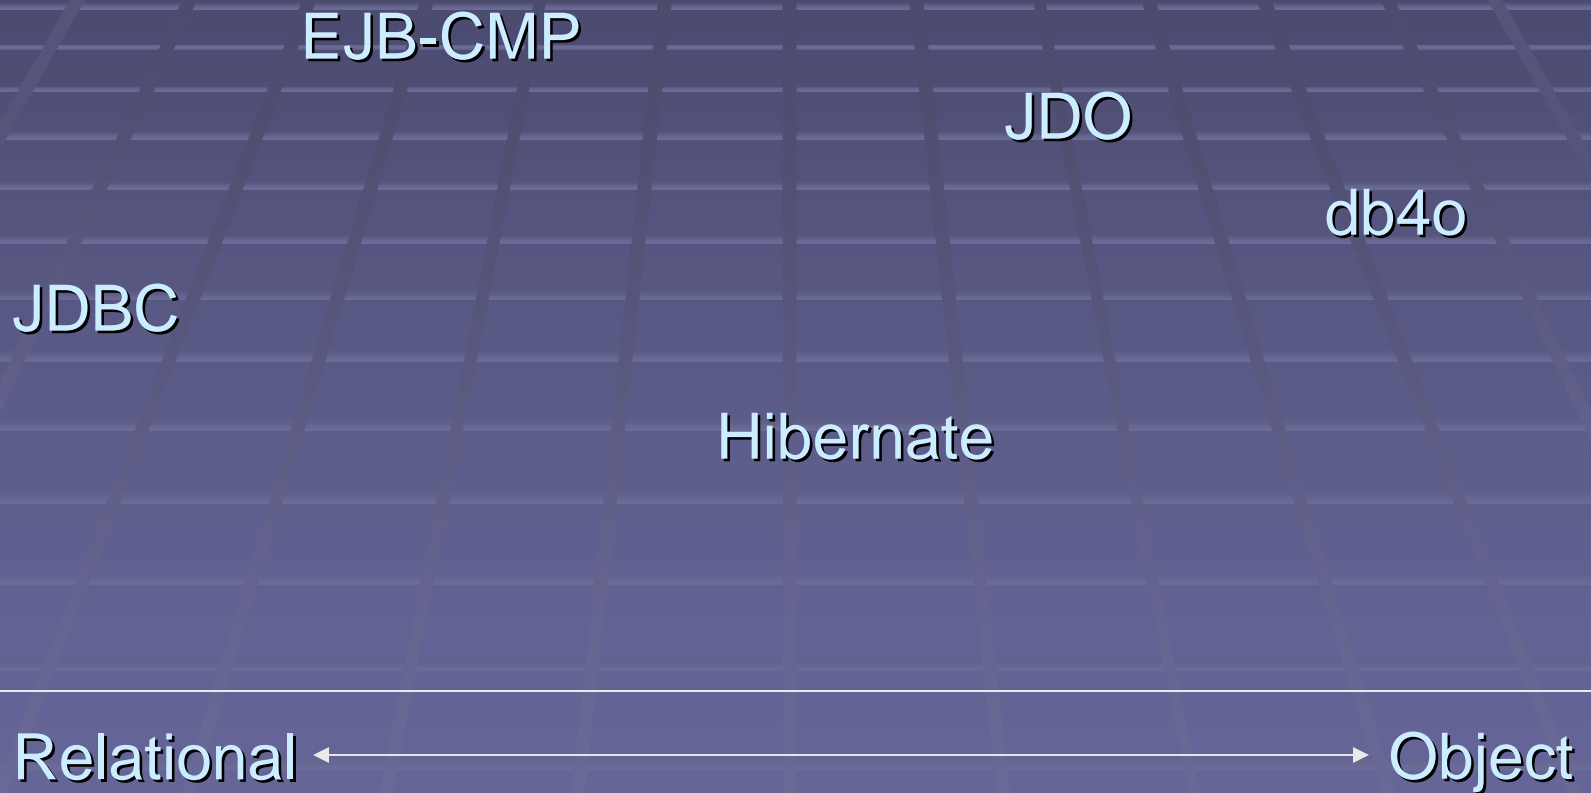 EJB-CMP
JDO
db4o
JDBC
Hibernate
Relational
Object